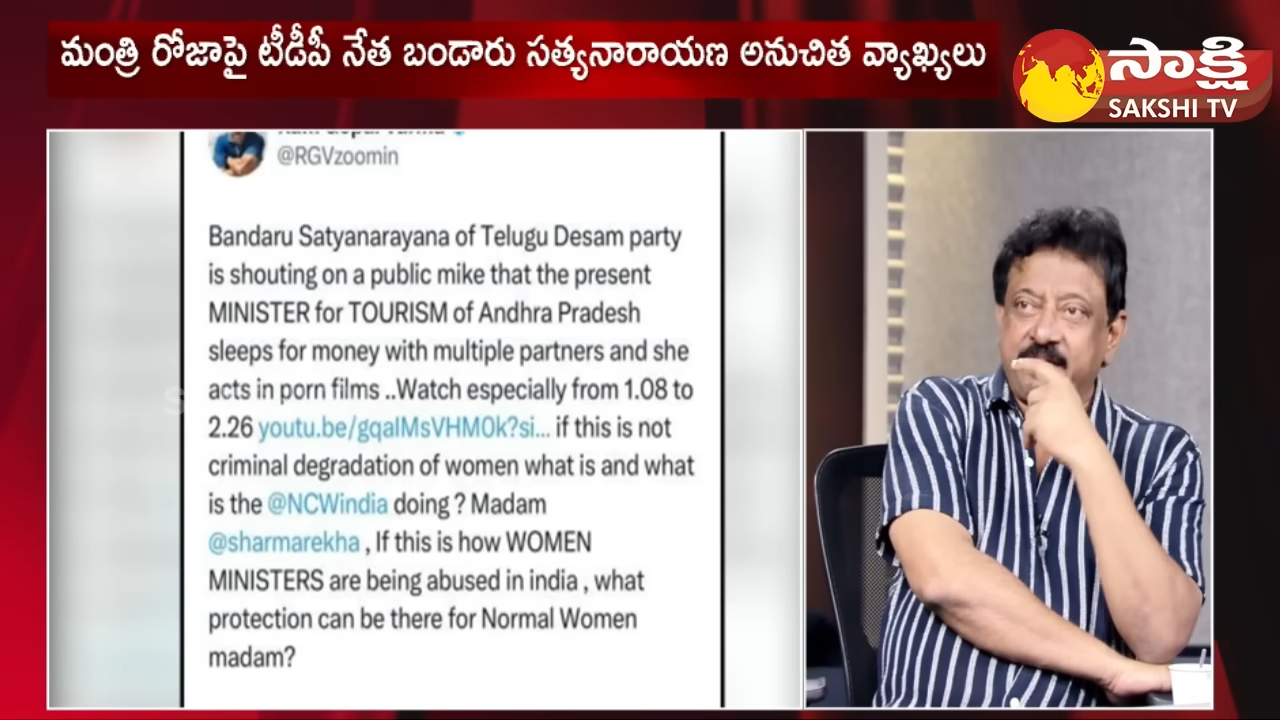 మంత్రి రోజాపై టీడీపీ నేత బండారు సత్యనారాయణ అనుచిత వ్యాఖ్యలు
సాక్షి
SAKSHI TV
@RGVzoomin
Bandaru Satyanarayana of Telugu Desam party
is shouting on a public mike that the present
MINISTER for TOURISM of Andhra Pradesh
sleeps for money with multiple partners and she
acts in porn films ..Watch especially from 1.08 to
2.26 youtu.be/gqalMsVHM0k?si... if this is not
criminal degradation of women what is and what
is the @NCWindia doing ? Madam
@sharmarekha , If this is how WOMEN
MINISTERS are being abused in india , what
protection can be there for Normal Women
madam?